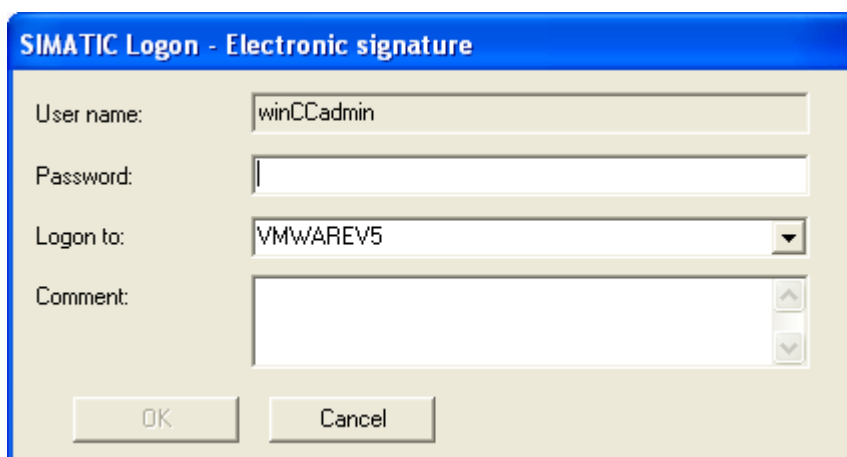 SIMATIC Logon - Electronic signature
User name: winCCadmin
Password:
Logon to: VMWAREV5
Comment:
OK Cancel